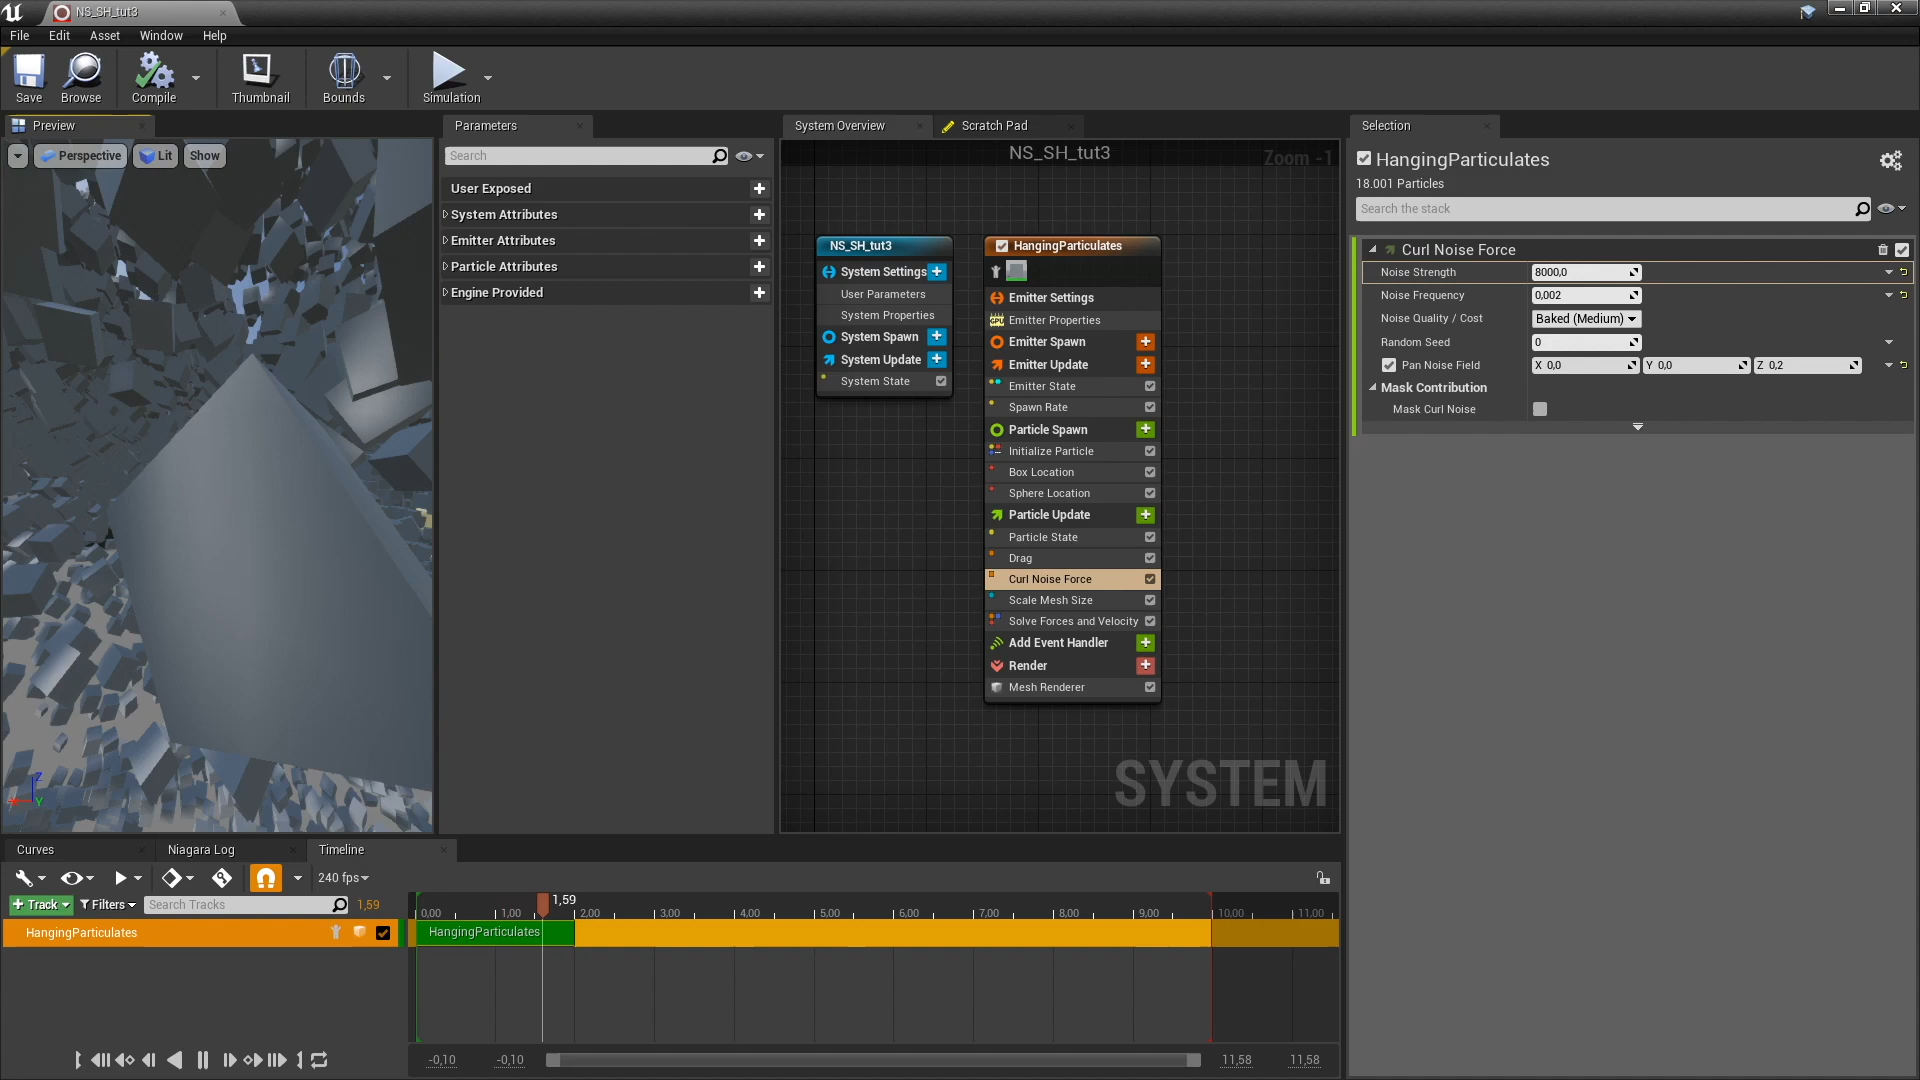 NS_SH_tut3
File Edit Asset Window Help
Save Browse Compile Thumbnail Bounds Simulation
Preview
Perspective Lit Show
Z
X
Y
Parameters
Search
User Exposed
System Attributes
Emitter Attributes
Particle Attributes
Engine Provided
System Overview Scratch Pad
NS_SH_tut3
Zoom -1
NS_SH_tut3
System Settings
User Parameters
System Properties
System Spawn
System Update
System State
HangingParticulates
Emitter Settings
GPU Emitter Properties
Emitter Spawn
Emitter Update
Emitter State
Spawn Rate
Particle Spawn
Initialize Particle
Box Location
Sphere Location
Particle Update
Particle State
Drag
Curl Noise Force
Scale Mesh Size
Solve Forces and Velocity
Add Event Handler
Render
Mesh Renderer
SYSTEM
Selection
HangingParticulates
18.001 Particles
Search the stack
Curl Noise Force
Noise Strength 8000,0
Noise Frequency 0,002
Noise Quality / Cost Baked (Medium)
Random Seed 0
Pan Noise Field X 0,0 Y 0,0 Z 0,2
Mask Contribution
Mask Curl Noise
Curves Niagara Log Timeline
240 fps
+ Track Filters Search Tracks 1,59
1,59
0,00 1,00 2,00 3,00 4,00 5,00 6,00 7,00 8,00 9,00 10,00 11,00
HangingParticulates
HangingParticulates
-0,10 -0,10 11,58 11,58